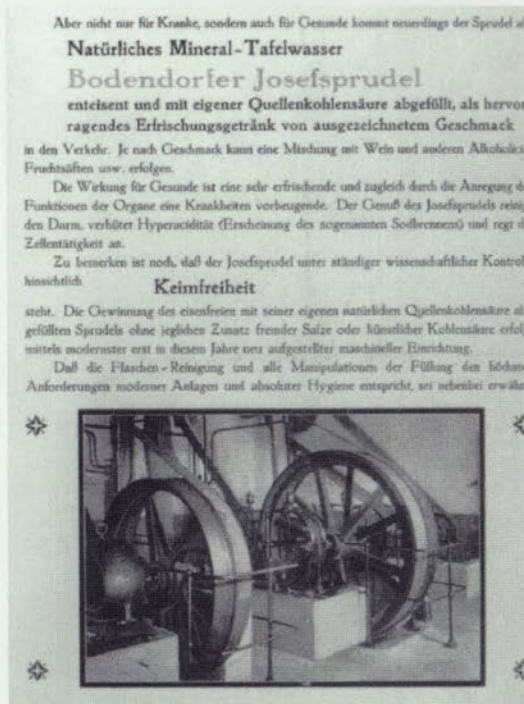 Aber nicht nur für Kranke, sondern auch für Gesunde kommt neuerdings der Sprudel al
Natürliches Mineral-Tafelwasser
Bodendorfer Josefsprudel
enteisent und mit eigener Quellenkohlensäure abgefüllt, als hervor
ragendes Erfrischungsgetränk von ausgezeichnetem Geschmack
in den Verkehr. Je nach Geschmack kann eine Mischung mit Wein und anderen Alkoholic
Fruchtsäften usw. erfolgen.
Die Wirkung für Gesunde ist eine sehr erfrischende und zugleich durch die Anregung de
Funktionen der Organe eine Krankheiten vorbeugende. Der Genuß des Josefsprudels reinig
den Darm, verhütet Hyperacidität (Erscheinung des sogenannten Sodbrennens) und regt d
Zellentätigkeit an.
Zu bemerken ist noch, daß der Josefsprudel unter ständiger wissenschaftlicher Kontrol
hinsichtlich Keimfreiheit
steht. Die Gewinnung des eisenfreien mit seiner eigenen natürlichen Quellenkohlensäure ab
gefüllten Sprudels ohne jeglichen Zusatz fremder Salze oder künstlicher Kohlensäure erfolg
mittels modernster erst in diesem Jahre neu aufgestellter maschineller Einrichtung.
Daß die Flaschen-Reinigung und alle Manipulationen der Füllung den höchste
Anforderungen moderner Anlagen und absoluter Hygiene entspricht, sei nebenbei erwähn